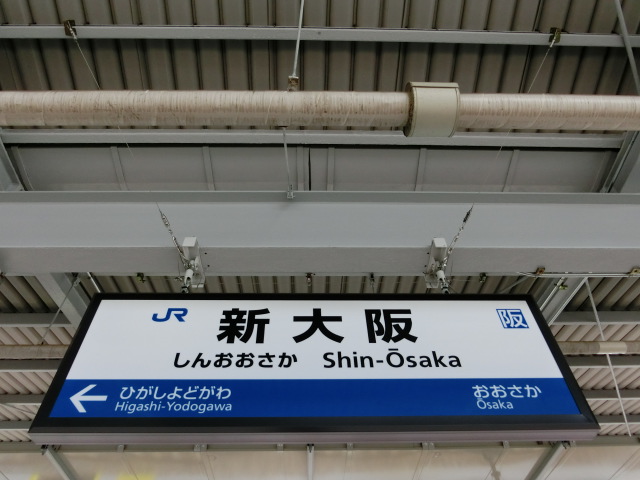 JR 新大阪 阪
しんおおさか Shin-Ōsaka
← ひがしよどがわ おおさか
Higashi-Yodogawa Ōsaka